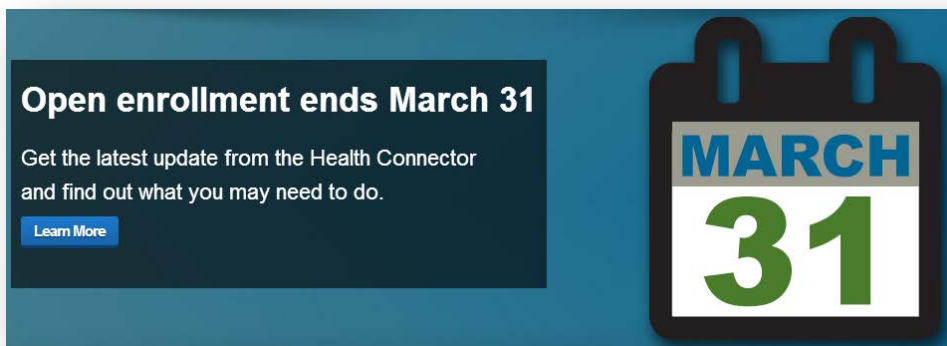 Open enrollment ends March 31
Get the latest update from the Health Connector
and find out what you may need to do.
Learn More
MARCH
31